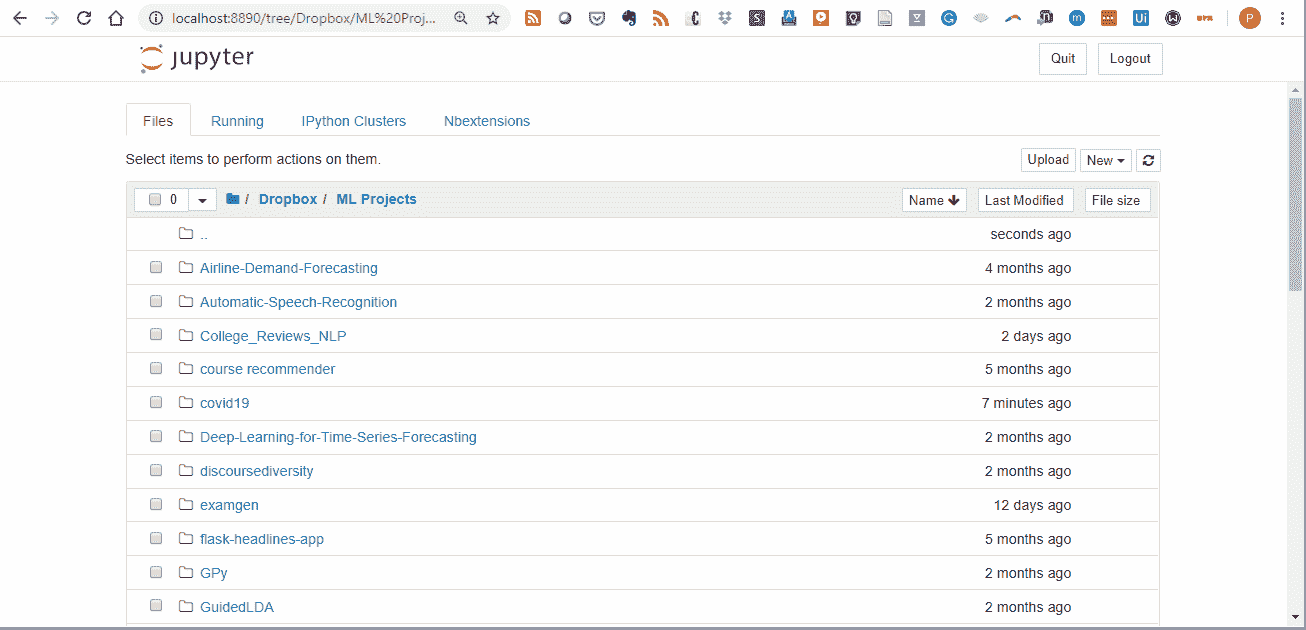 localhost:8890/tree/Dropbox/ML%20Proj...
P
jupyter
Quit
Logout
Files
Running
IPython Clusters
Nbextensions
Select items to perform actions on them.
Upload
New
0
/ Dropbox / ML Projects
Name
Last Modified
File size
.. seconds ago
Airline-Demand-Forecasting 4 months ago
Automatic-Speech-Recognition 2 months ago
College_Reviews_NLP 2 days ago
course recommender 5 months ago
covid19 7 minutes ago
Deep-Learning-for-Time-Series-Forecasting 2 months ago
discoursediversity 2 months ago
examgen 12 days ago
flask-headlines-app 5 months ago
GPy 2 months ago
GuidedLDA 2 months ago